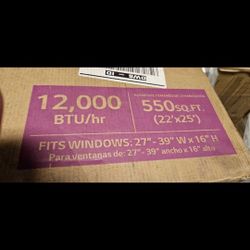 12,000
BTU/hr
550 SQ.FT.
(22'x25')
FITS WINDOWS: 27" - 39" W x 16" H
Para ventanas de: 27" - 39" ancho x 16" alto